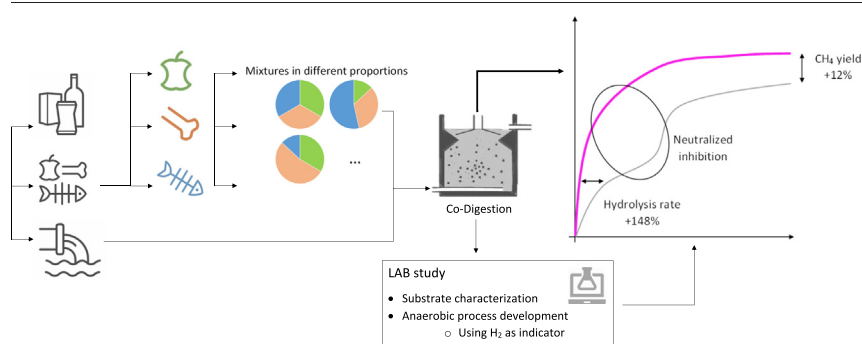 Mixtures in different proportions
...
Co-Digestion
CH₄ yield
+12%
Neutralized
inhibition
Hydrolysis rate
+148%
LAB study
• Substrate characterization
• Anaerobic process development
o Using H₂ as indicator